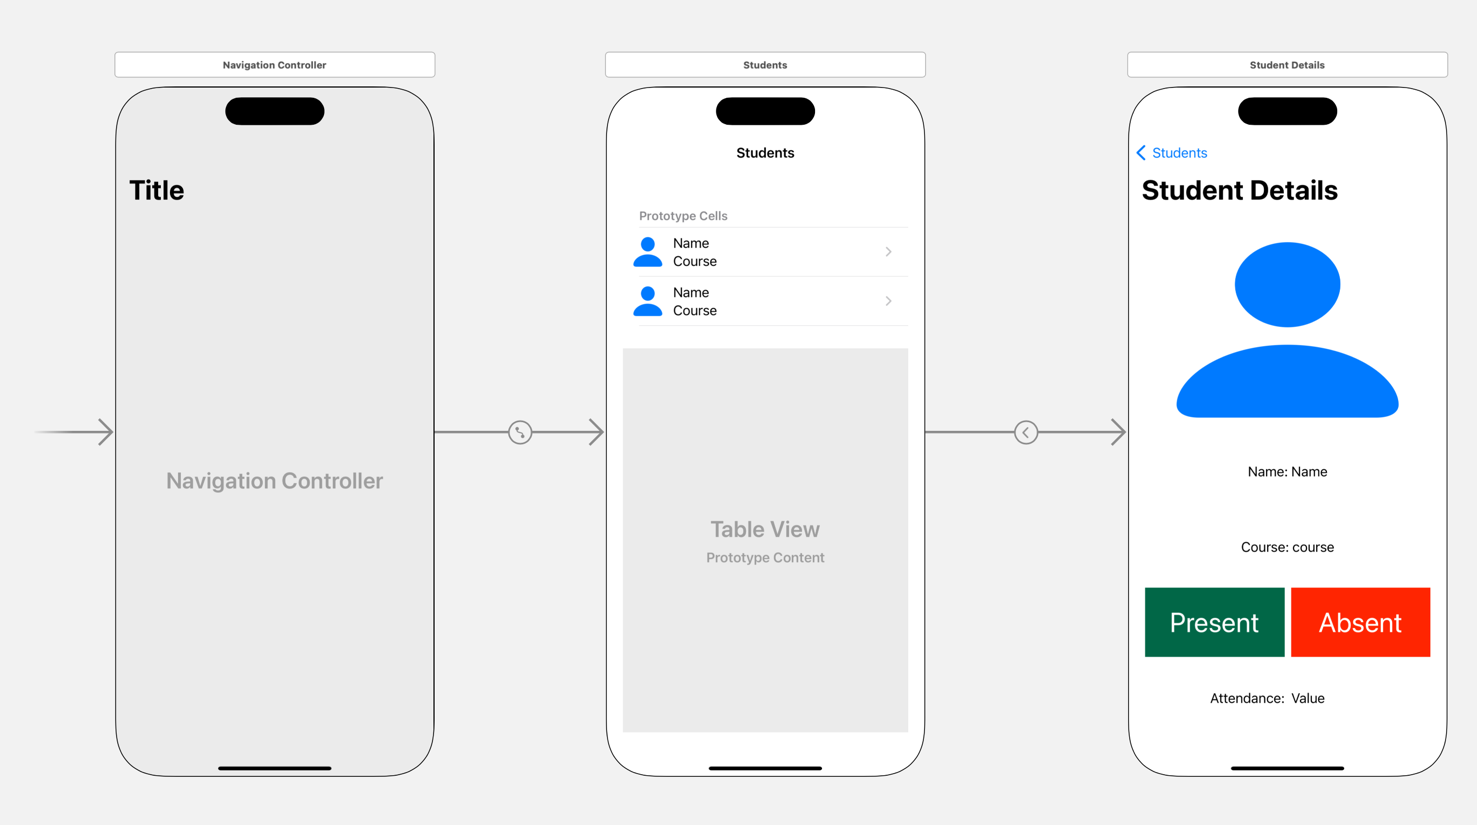 Navigation Controller
Title
Navigation Controller
Students
Students
Prototype Cells
Name
Course
Name
Course
Table View
Prototype Content
Student Details
Students
Student Details
Name: Name
Course: course
Present
Absent
Attendance: Value